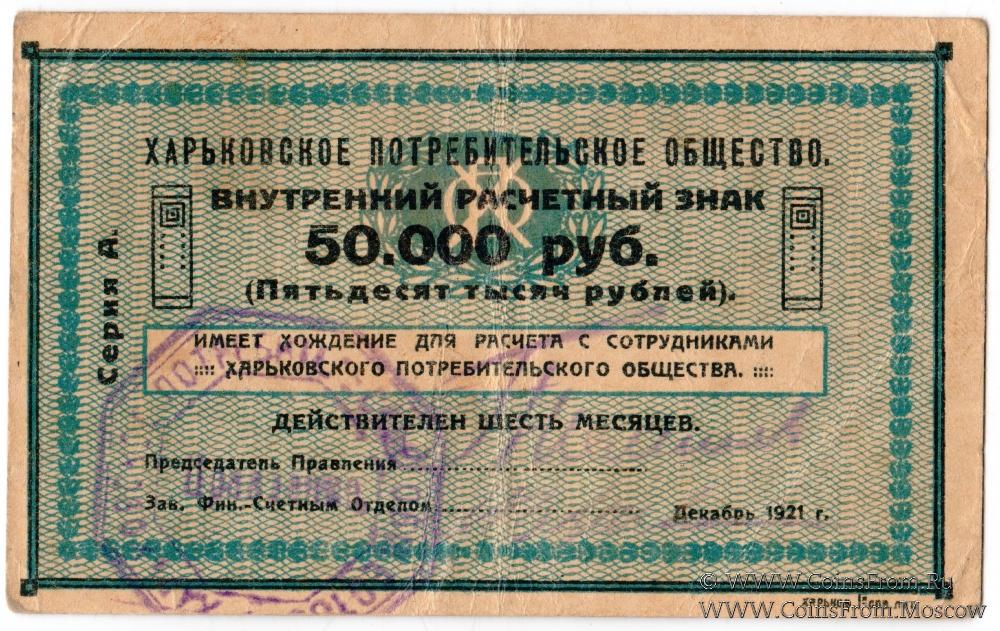 ХАРЬКОВСКОЕ ПОТРЕБИТЕЛЬСКОЕ ОБЩЕСТВО.
ВНУТРЕННИЙ РАСЧЕТНЫЙ ЗНАК
50.000 руб.
(Пятьдесят тысяч рублей).
Серия А.
ИМЕЕТ ХОЖДЕНИЕ ДЛЯ РАСЧЕТА С СОТРУДНИКАМИ
:::: ХАРЬКОВСКОГО ПОТРЕБИТЕЛЬСКОГО ОБЩЕСТВА. ::::
ДЕЙСТВИТЕЛЕН ШЕСТЬ МЕСЯЦЕВ.
Председатель Правления
Зав. Фин.-Счетным Отделом
Декабрь 1921 г.
© WWW.CoinsFrom.Ru
харьков
WWW.CoinsFrom.Moscow